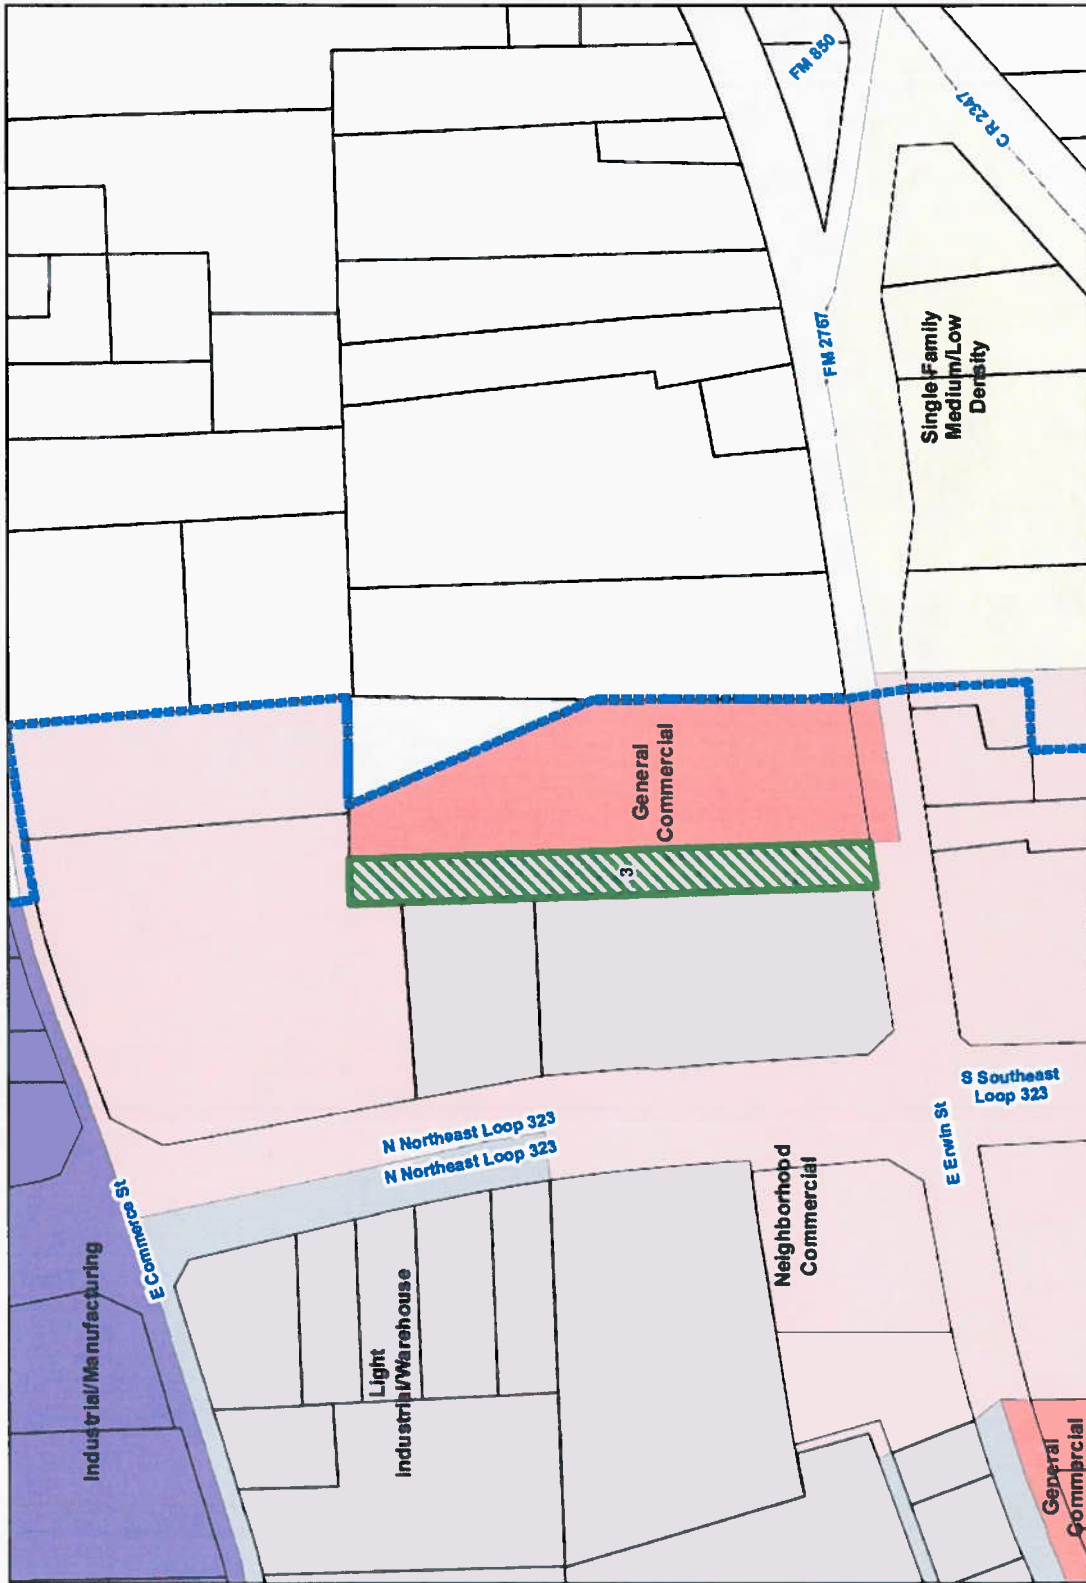 Industrial/Manufacturing
E Commerce St
Light
Industrial/Warehouse
N Northeast Loop 323
N Northeast Loop 323
3
General
Commercial
Neighborhood
Commercial
E Erwin St
S Southeast
Loop 323
General
Commercial
FM 2767
FM 850
C R 2347
Single-Family
Medium/Low
Density